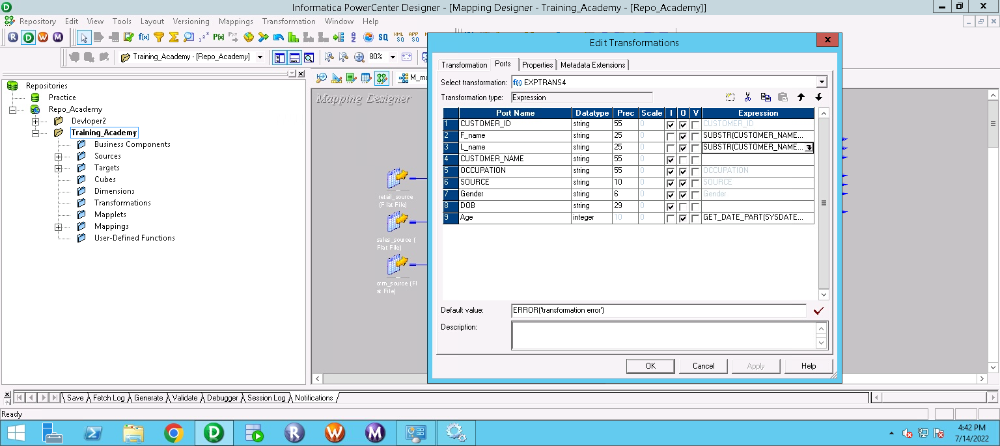 Informatica PowerCenter Designer - [Mapping Designer - Training_Academy - [Repo_Academy]]
Repository Edit View Tools Layout Versioning Mappings Transformation Window Help
Training_Academy - [Repo_Academy]
80%
Repositories
Practice
Repo_Academy
Devloper2
Training_Academy
Business Components
Sources
Targets
Cubes
Dimensions
Transformations
Mapplets
Mappings
User-Defined Functions
Mapping Designer
retail_source
(Flat File)
sales_source (
Flat File)
crm_source (Fl
at File)
Edit Transformations
Transformation Ports Properties Metadata Extensions
Select transformation: f(x) EXPTRANS4
Transformation type: Expression
Port Name Datatype Prec Scale I O V Expression
1 CUSTOMER_ID string 55 0 CUSTOMER_ID
2 F_name string 25 0 SUBSTR(CUSTOMER_NAME...
3 L_name string 25 0 SUBSTR(CUSTOMER_NAME...
4 CUSTOMER_NAME string 55 0
5 OCCUPATION string 55 0 OCCUPATION
6 SOURCE string 10 0 SOURCE
7 Gender string 6 0 Gender
8 DOB string 29 0
9 Age integer 10 0 GET_DATE_PART(SYSDATE...
Default value: ERROR('transformation error')
Description:
OK Cancel Apply Help
Save Fetch Log Generate Validate Debugger Session Log Notifications
Ready
4:42 PM
7/14/2022